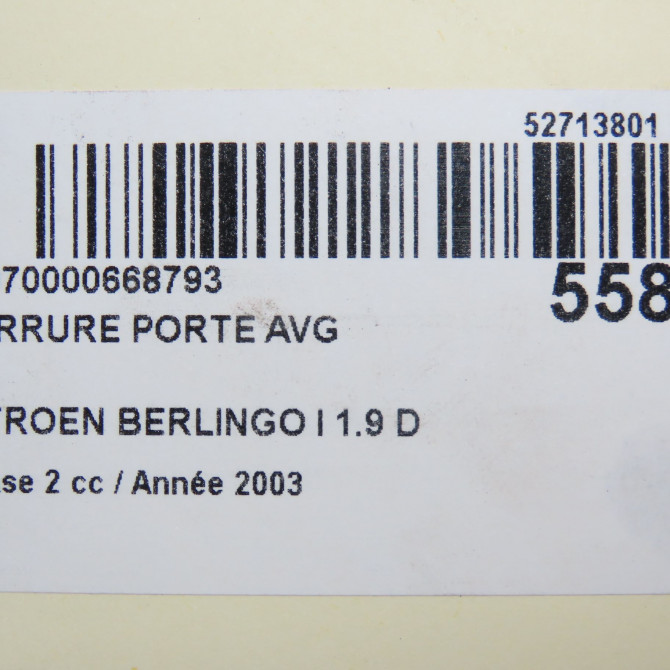 52713801
70000668793
558
RRURE PORTE AVG
TROEN BERLINGO I 1.9 D
se 2 cc / Année 2003